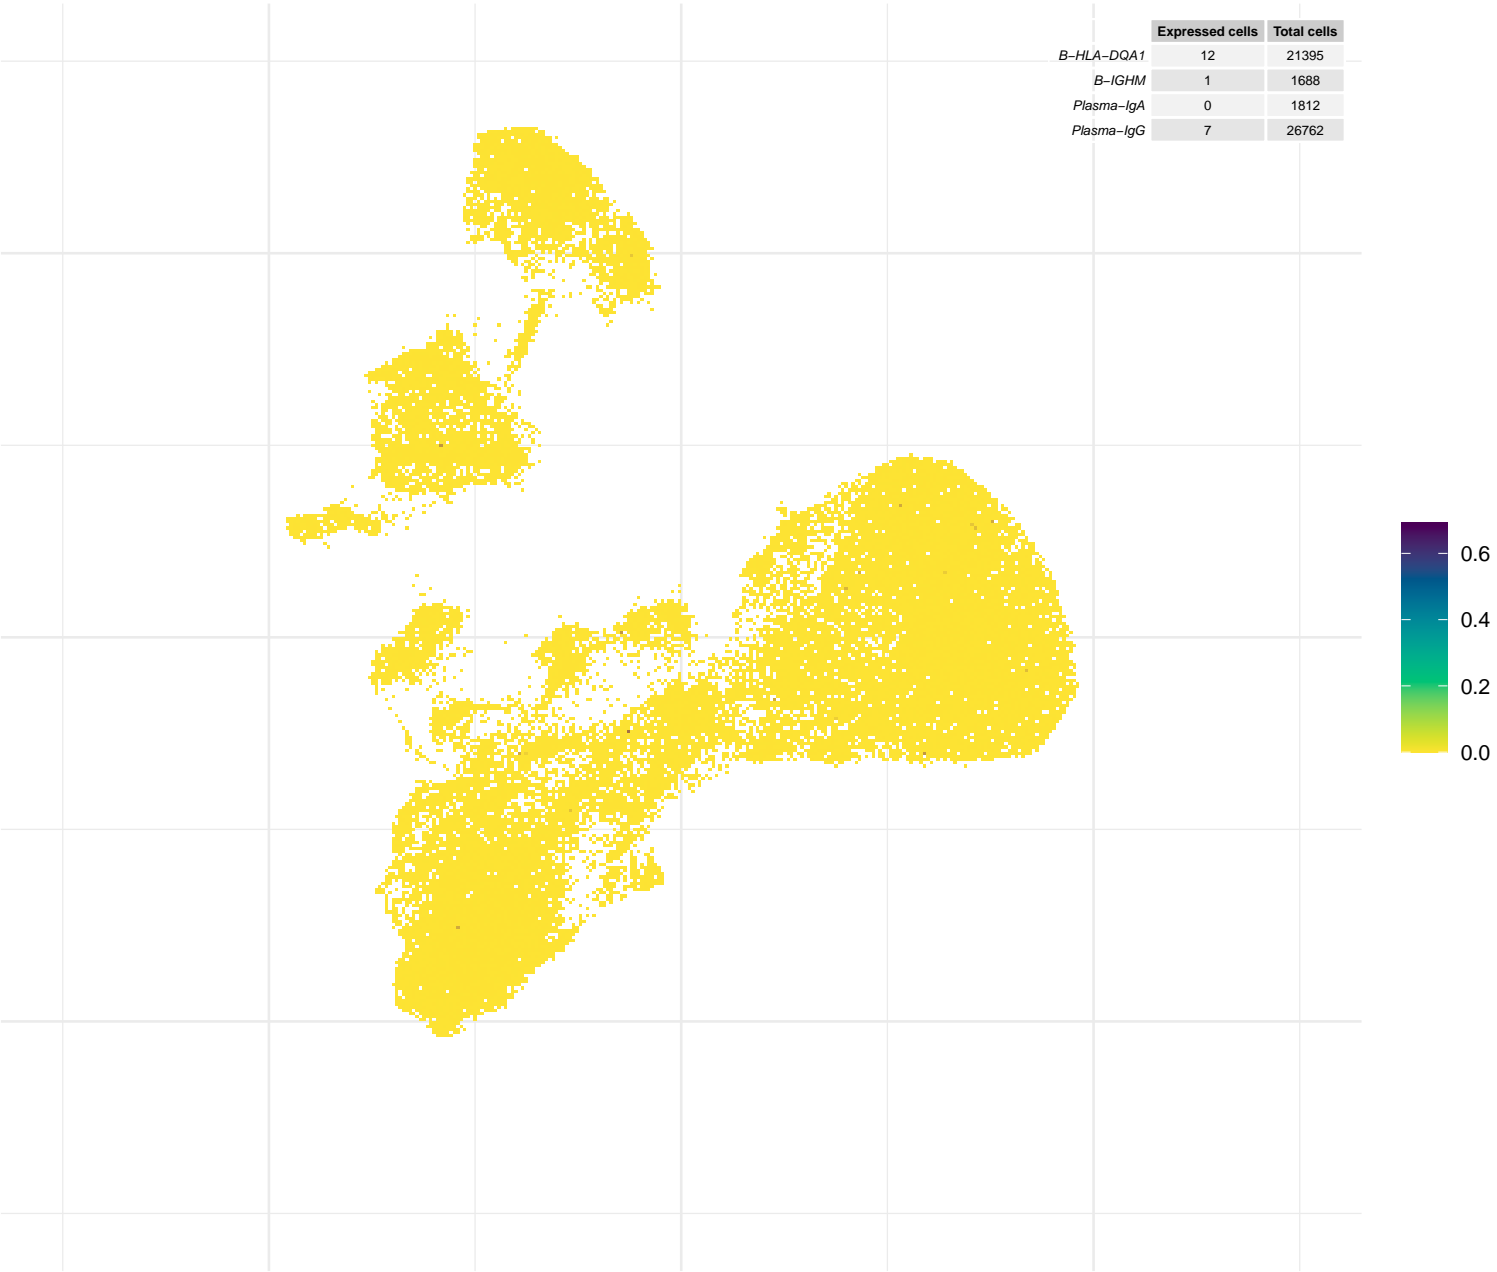 Expressed cells Total cells
B−HLA−DQA1 12 21395
B−IGHM 1 1688
Plasma−IgA 0 1812
Plasma−IgG 7 26762
0.6
0.4
0.2
0.0